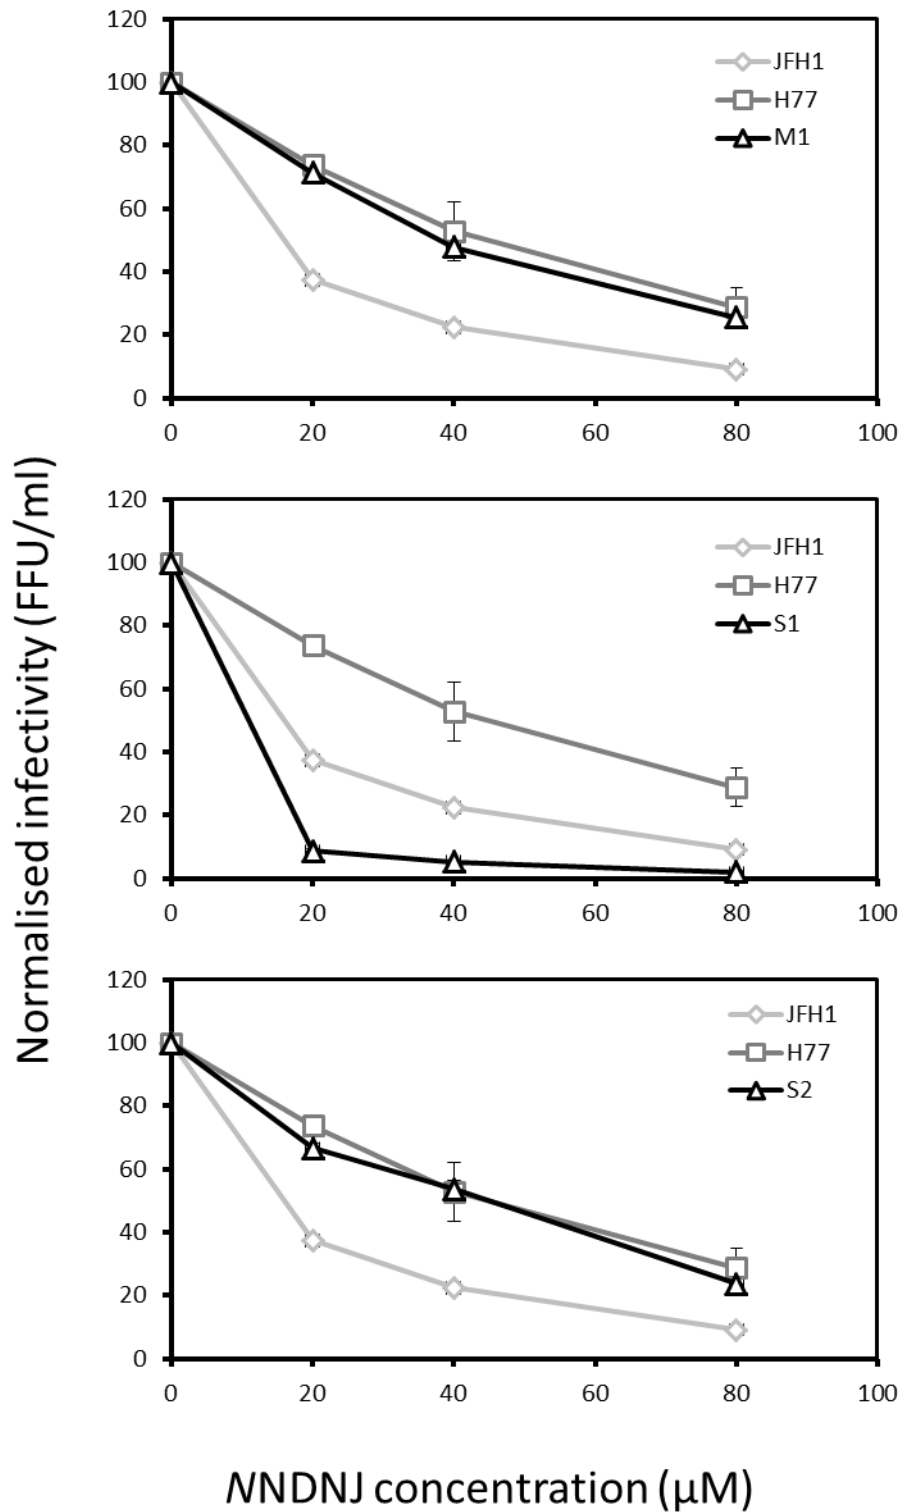 120
100
80
60
40
20
0
0 20 40 60 80 100
JFH1
H77
M1
Normalised infectivity (FFU/ml)
120
100
80
60
40
20
0
0 20 40 60 80 100
JFH1
H77
S1
120
100
80
60
40
20
0
0 20 40 60 80 100
JFH1
H77
S2
NNDNJ concentration (μM)